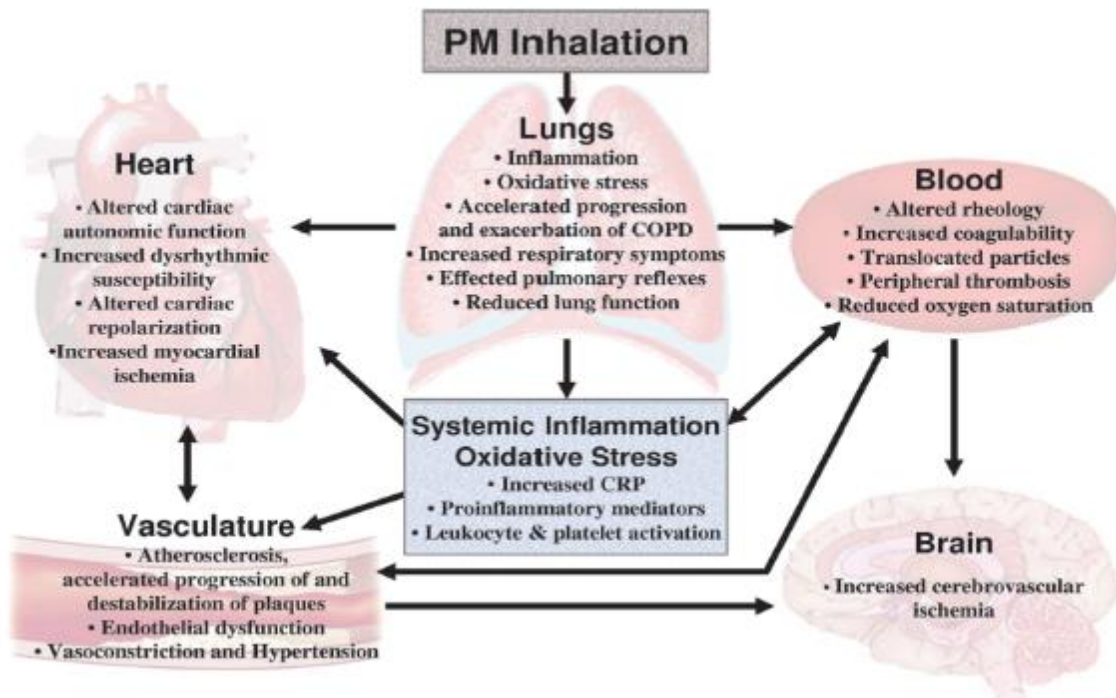 PM Inhalation
Lungs
• Inflammation
• Oxidative stress
• Accelerated progression
and exacerbation of COPD
• Increased respiratory symptoms
• Effected pulmonary reflexes
• Reduced lung function
Heart
• Altered cardiac
autonomic function
• Increased dysrhythmic
susceptibility
• Altered cardiac
repolarization
•Increased myocardial
ischemia
Blood
• Altered rheology
• Increased coagulability
• Translocated particles
• Peripheral thrombosis
• Reduced oxygen saturation
Systemic Inflammation
Oxidative Stress
• Increased CRP
• Proinflammatory mediators
• Leukocyte & platelet activation
Vasculature
• Atherosclerosis,
accelerated progression of and
destabilization of plaques
• Endothelial dysfunction
• Vasoconstriction and Hypertension
Brain
• Increased cerebrovascular
ischemia